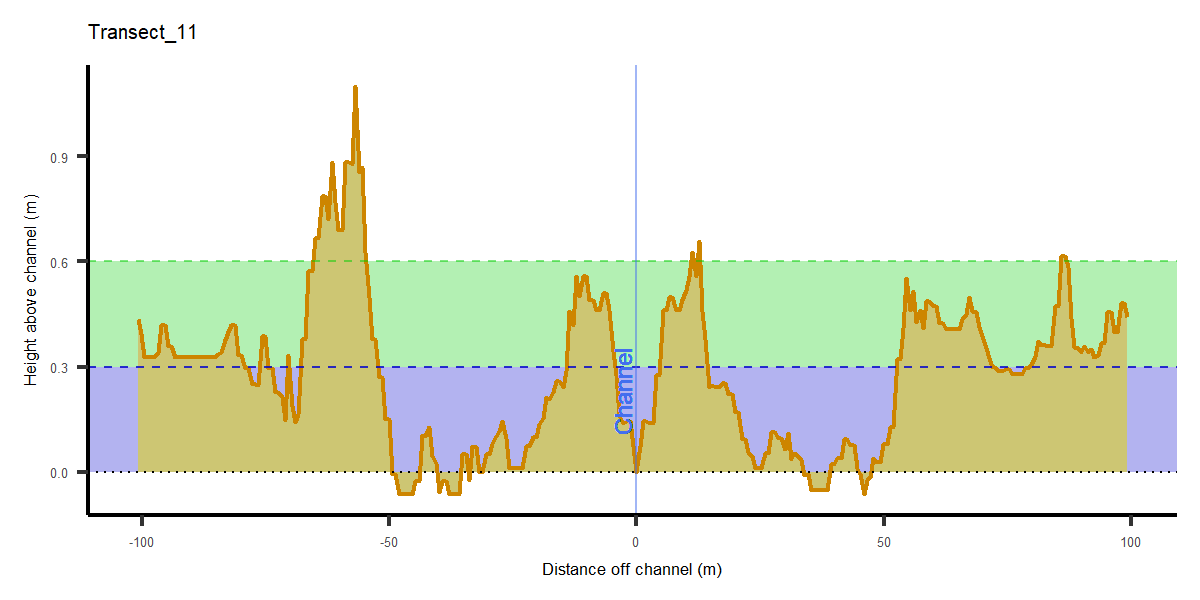 Transect_11
Height above channel (m)
0.9
0.6
0.3
0.0
Channel
-100
-50
0
50
100
Distance off channel (m)